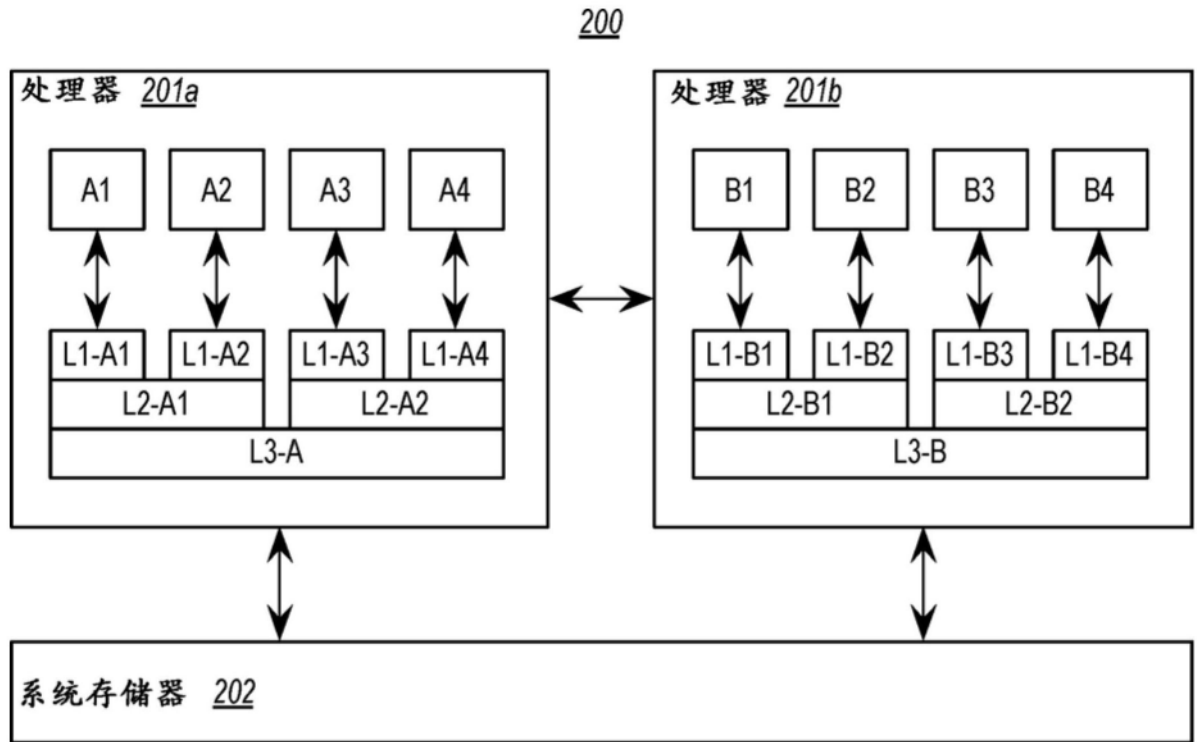 200
处理器 201a
A1 A2 A3 A4
L1-A1 L1-A2 L1-A3 L1-A4
L2-A1 L2-A2
L3-A
处理器 201b
B1 B2 B3 B4
L1-B1 L1-B2 L1-B3 L1-B4
L2-B1 L2-B2
L3-B
系统存储器 202